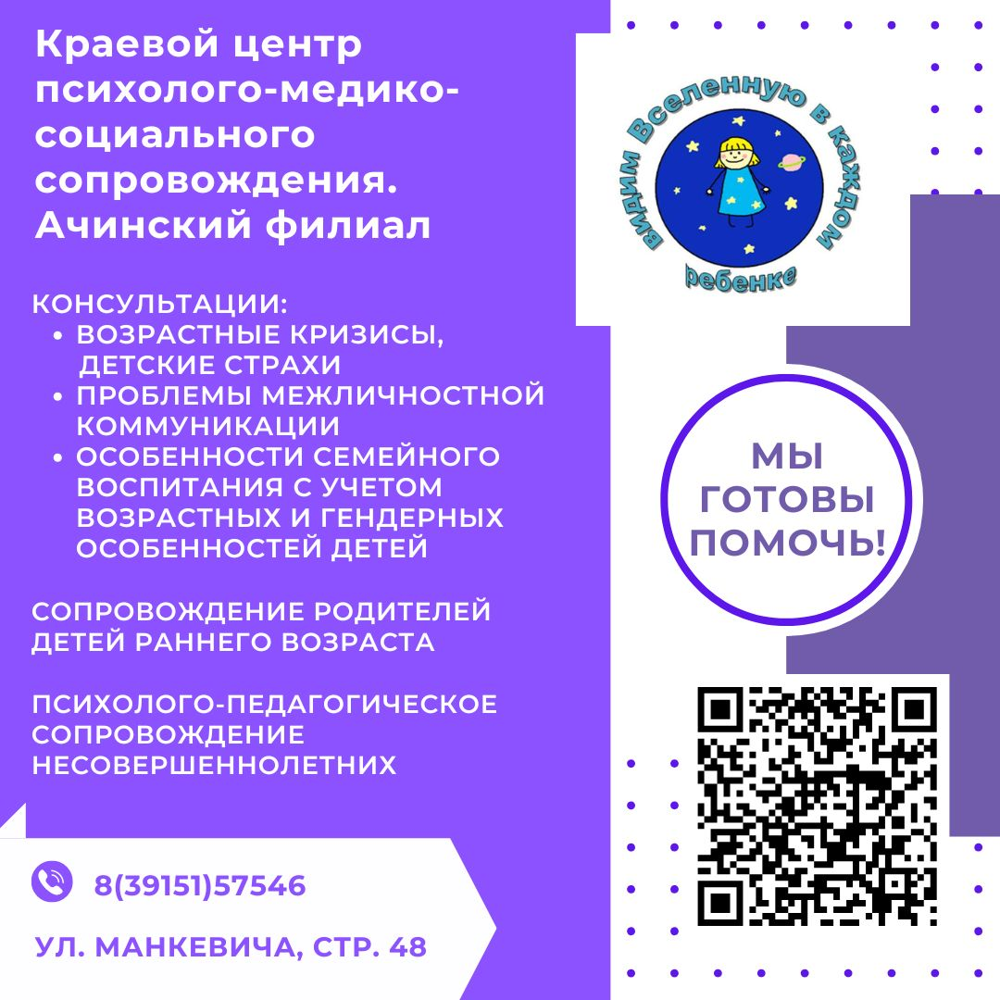 Краевой центр
психолого-медико-
социального
сопровождения.
Ачинский филиал
видим Вселенную в каждом
ребенке
КОНСУЛЬТАЦИИ:
• ВОЗРАСТНЫЕ КРИЗИСЫ,
ДЕТСКИЕ СТРАХИ
• ПРОБЛЕМЫ МЕЖЛИЧНОСТНОЙ
КОММУНИКАЦИИ
• ОСОБЕННОСТИ СЕМЕЙНОГО
ВОСПИТАНИЯ С УЧЕТОМ
ВОЗРАСТНЫХ И ГЕНДЕРНЫХ
ОСОБЕННОСТЕЙ ДЕТЕЙ
СОПРОВОЖДЕНИЕ РОДИТЕЛЕЙ
ДЕТЕЙ РАННЕГО ВОЗРАСТА
ПСИХОЛОГО-ПЕДАГОГИЧЕСКОЕ
СОПРОВОЖДЕНИЕ
НЕСОВЕРШЕННОЛЕТНИХ
МЫ
ГОТОВЫ
ПОМОЧЬ!
8(39151)57546
УЛ. МАНКЕВИЧА, СТР. 48